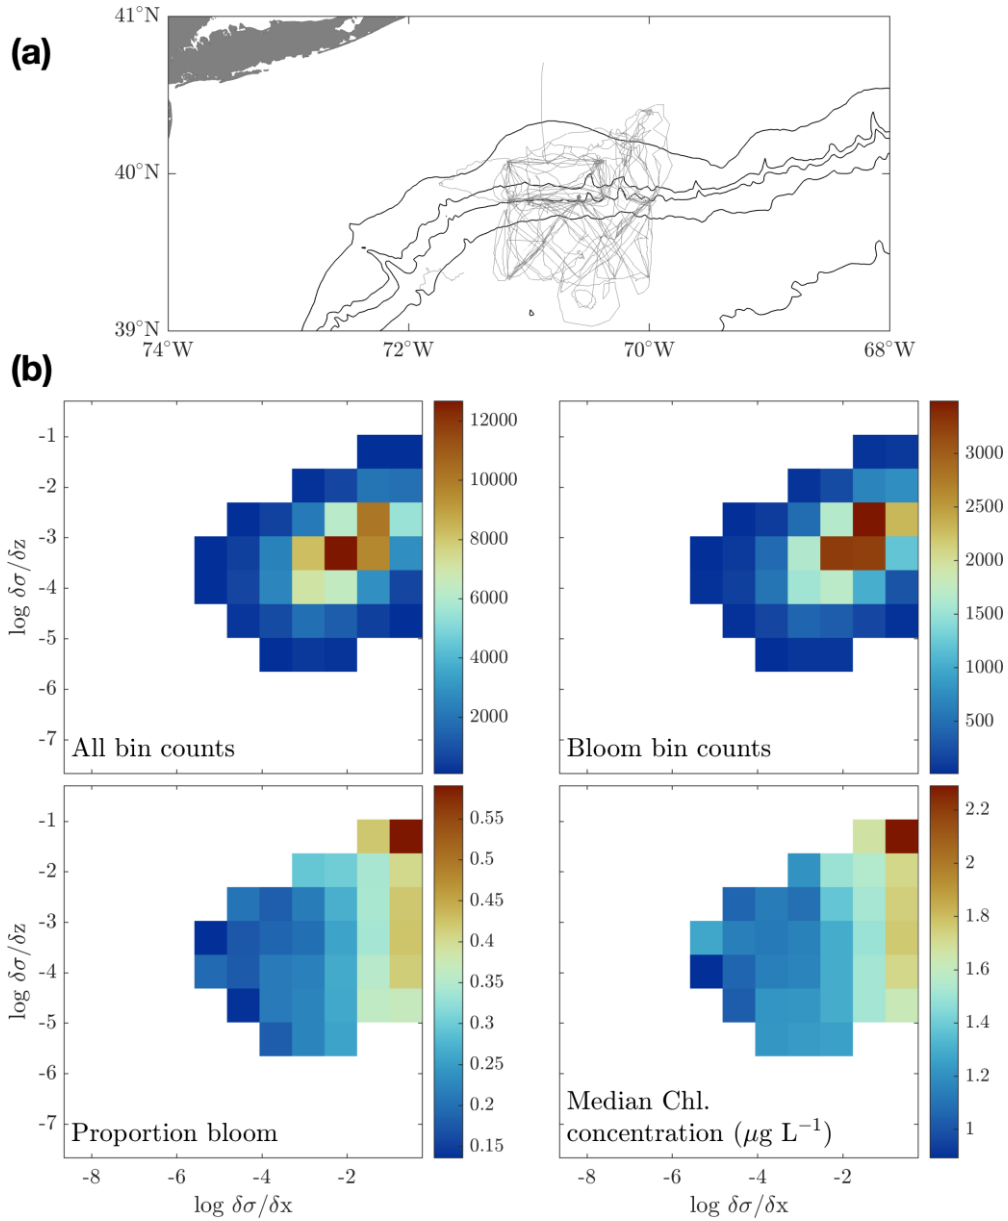 (a)
41°N
40°N
39°N
74°W 72°W 70°W 68°W
(b)
-1
-2
-3
-4
-5
-6
-7
log δσ/δz
All bin counts
12000
10000
8000
6000
4000
2000
Bloom bin counts
3000
2500
2000
1500
1000
500
-1
-2
-3
-4
-5
-6
-7
log δσ/δz
Proportion bloom
-8 -6 -4 -2
log δσ/δx
0.55
0.5
0.45
0.4
0.35
0.3
0.25
0.2
0.15
Median Chl.
concentration (μg L⁻¹)
-8 -6 -4 -2
log δσ/δx
2.2
2
1.8
1.6
1.4
1.2
1